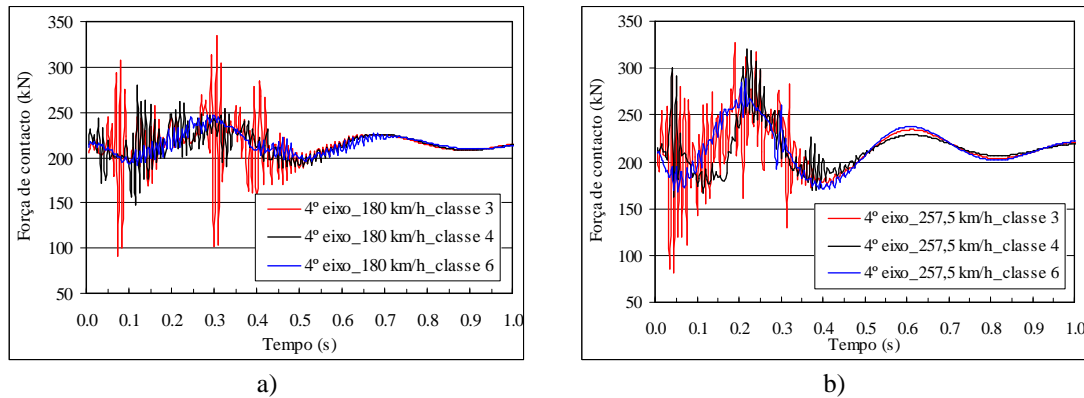 350
300
250
200
150
100
50
Força de contacto (kN)
4º eixo_180 km/h_classe 3
4º eixo_180 km/h_classe 4
4º eixo_180 km/h_classe 6
0.0 0.1 0.2 0.3 0.4 0.5 0.6 0.7 0.8 0.9 1.0
Tempo (s)
a)
350
300
250
200
150
100
50
Força de contacto (kN)
4º eixo_257,5 km/h_classe 3
4º eixo_257,5 km/h_classe 4
4º eixo_257,5 km/h_classe 6
0.0 0.1 0.2 0.3 0.4 0.5 0.6 0.7 0.8 0.9 1.0
Tempo (s)
b)